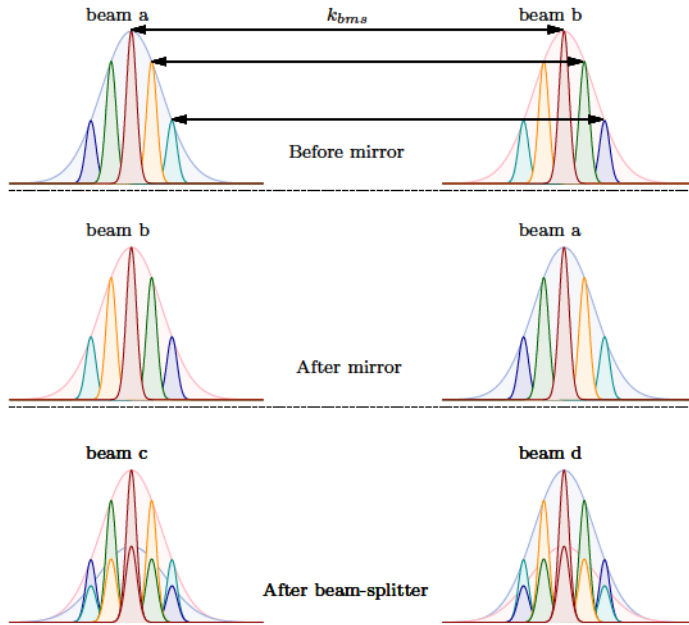 beam a
k_{bms}
beam b
Before mirror
beam b
beam a
After mirror
beam c
beam d
After beam-splitter